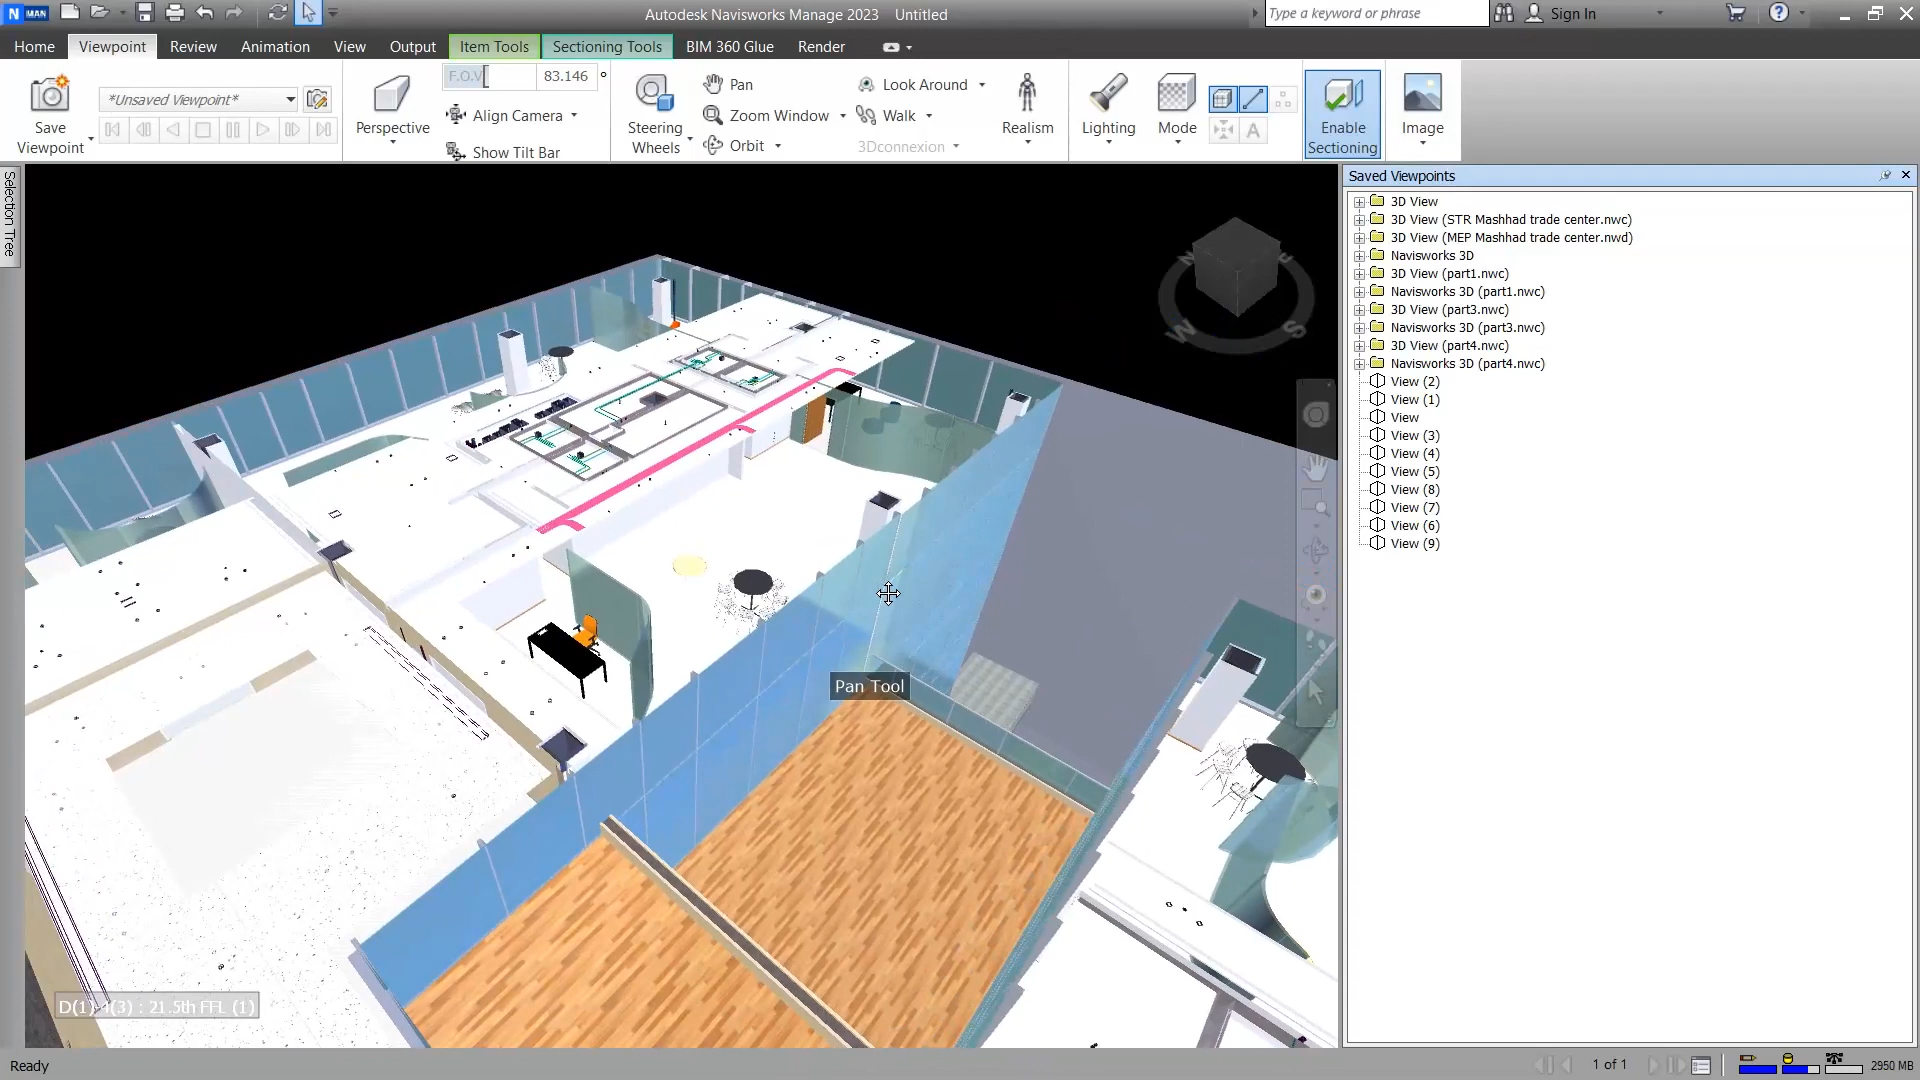 N MAN
Autodesk Navisworks Manage 2023 Untitled
Type a keyword or phrase
Sign In
Home Viewpoint Review Animation View Output Item Tools Sectioning Tools BIM 360 Glue Render
Save
Viewpoint
*Unsaved Viewpoint*
Perspective
F.O.V 83.146 °
Align Camera
Show Tilt Bar
Steering
Wheels
Pan
Zoom Window
Orbit
Look Around
Walk
3Dconnexion
Realism
Lighting
Mode
A
Enable
Sectioning
Image
Selection Tree
Saved Viewpoints
3D View
3D View (STR Mashhad trade center.nwc)
3D View (MEP Mashhad trade center.nwd)
Navisworks 3D
3D View (part1.nwc)
Navisworks 3D (part1.nwc)
3D View (part3.nwc)
Navisworks 3D (part3.nwc)
3D View (part4.nwc)
Navisworks 3D (part4.nwc)
View (2)
View (1)
View
View (3)
View (4)
View (5)
View (8)
View (7)
View (6)
View (9)
W S
Pan Tool
D(1)-4(3) : 21.5th FFL (1)
Ready
1 of 1
2950 MB